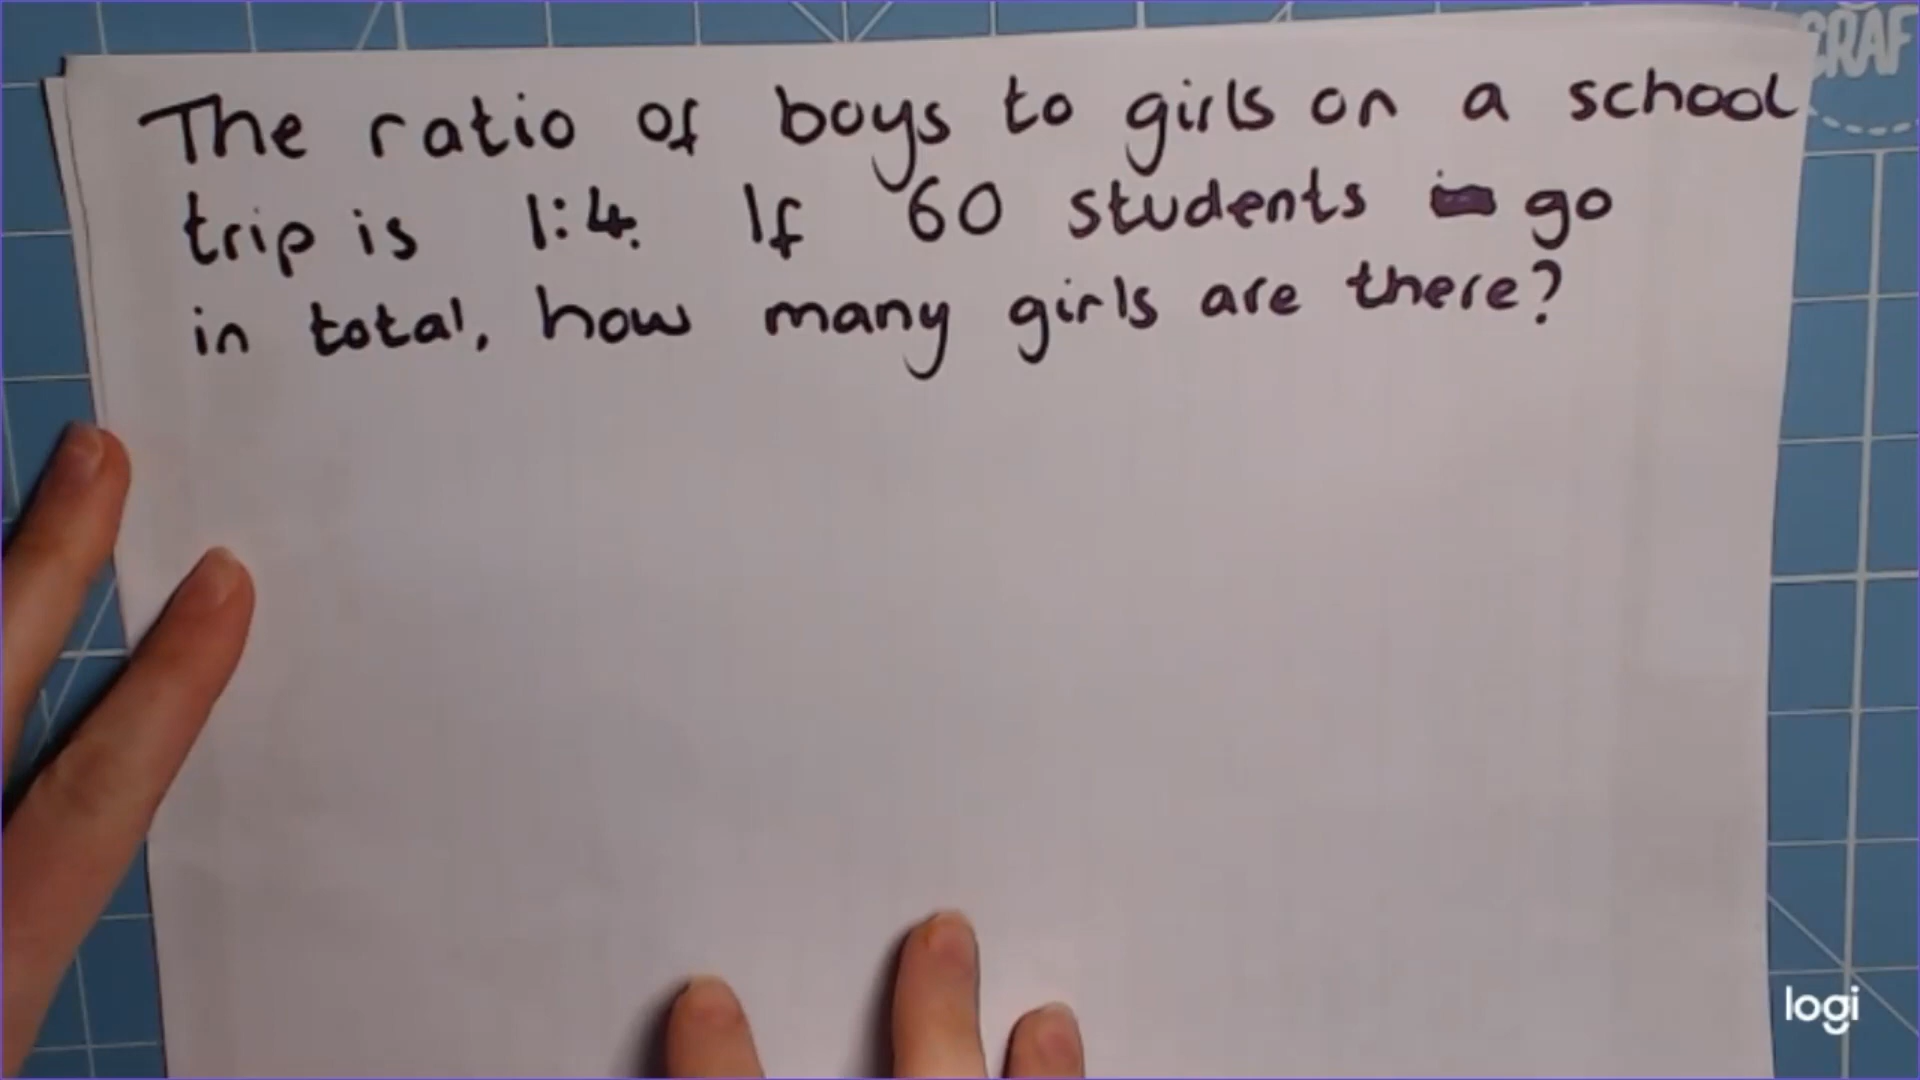 The ratio of boys to girls on a school
trip is 1:4. If 60 students go
in total, how many girls are there?
CRAF
logi